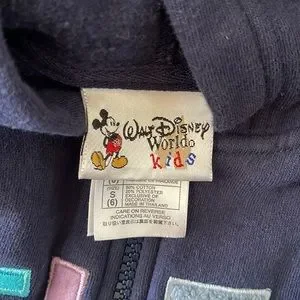 Walt Disney
World®
kids
S
(6)
80% COTTON
20% POLYESTER
EXCLUSIVE OF
DECORATION
MADE IN THAILAND
CARE ON REVERSE
INDICATIONS AU VERSO